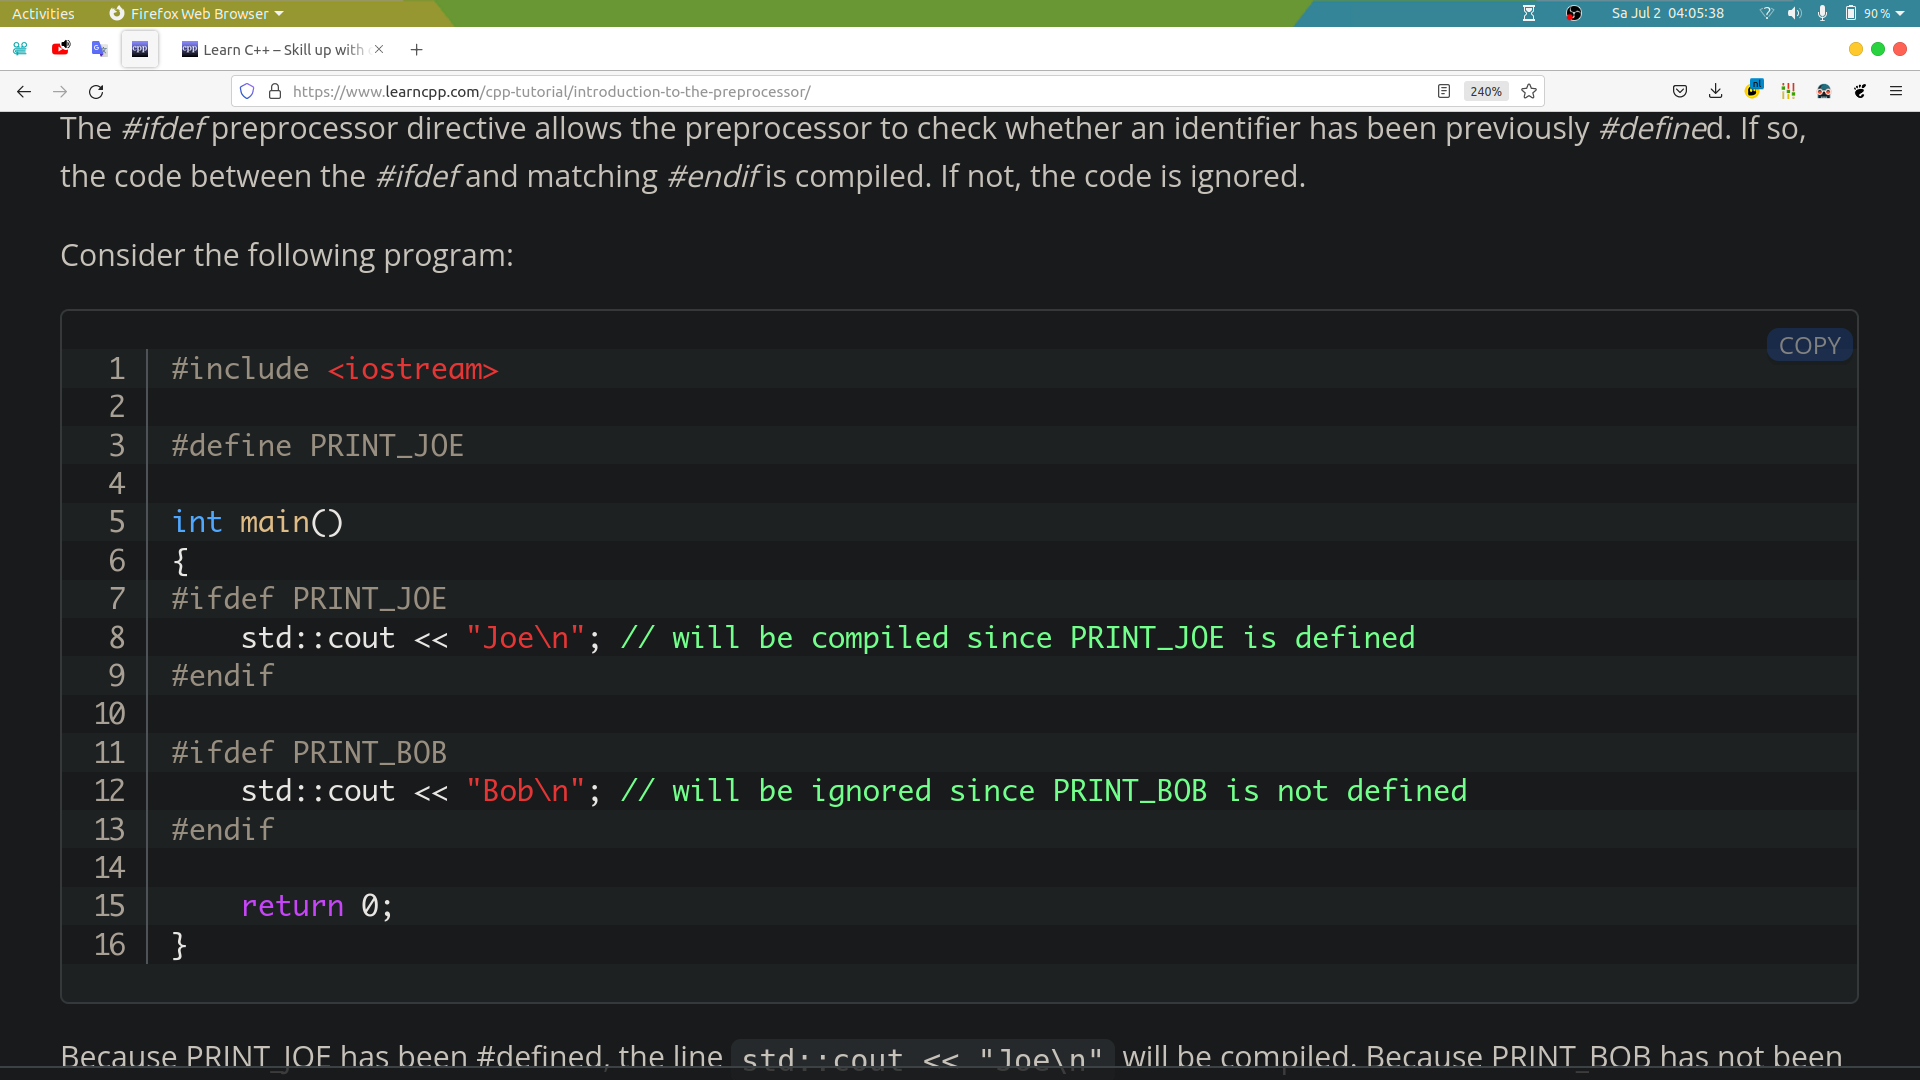 Activities Firefox Web Browser Sa Jul 2 04:05:38 90 %
Learn C++ – Skill up with
https://www.learncpp.com/cpp-tutorial/introduction-to-the-preprocessor/ 240%
The #ifdef preprocessor directive allows the preprocessor to check whether an identifier has been previously #defined. If so,
the code between the #ifdef and matching #endif is compiled. If not, the code is ignored.
Consider the following program:
COPY
1 #include <iostream>
2
3 #define PRINT_JOE
4
5 int main()
6 {
7 #ifdef PRINT_JOE
8     std::cout << "Joe\n"; // will be compiled since PRINT_JOE is defined
9 #endif
10
11 #ifdef PRINT_BOB
12     std::cout << "Bob\n"; // will be ignored since PRINT_BOB is not defined
13 #endif
14
15     return 0;
16 }
Because PRINT_JOE has been #defined, the line std::cout << "Joe\n" will be compiled. Because PRINT_BOB has not been